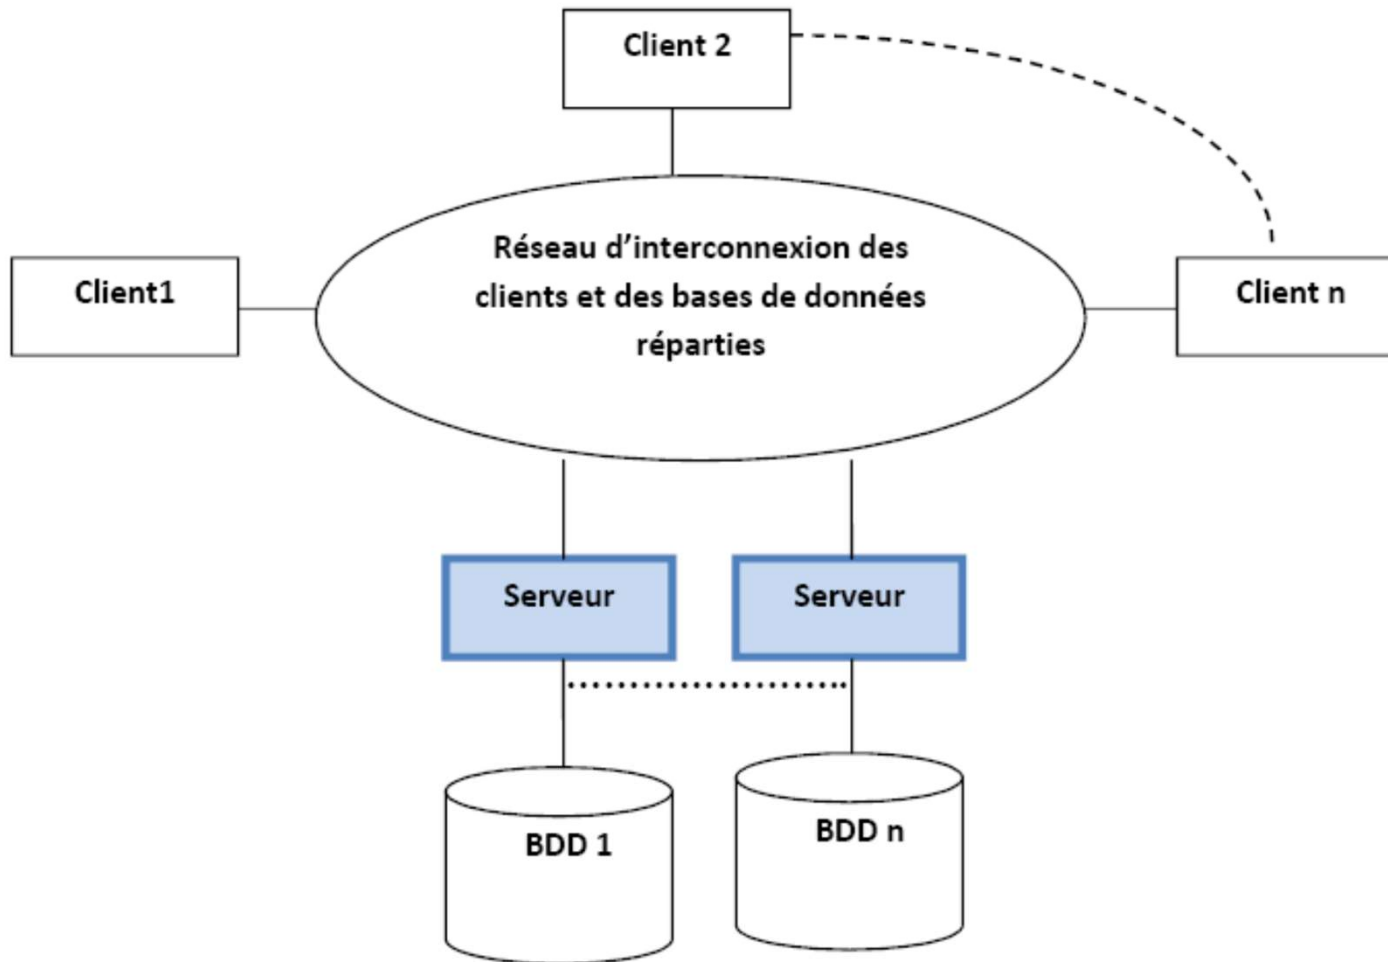 Client 2
Réseau d’interconnexion des
clients et des bases de données
réparties
Client1
Client n
Serveur
Serveur
BDD 1
BDD n